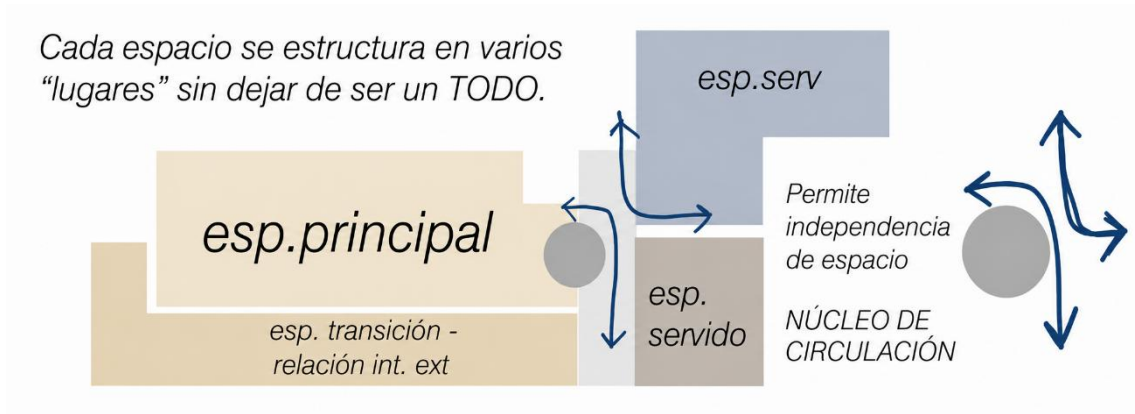 Cada espacio se estructura en varios
“lugares” sin dejar de ser un TODO.
esp.serv
esp.principal
Permite
independencia
de espacio
esp.
servido
NÚCLEO DE
CIRCULACIÓN
esp. transición -
relación int. ext